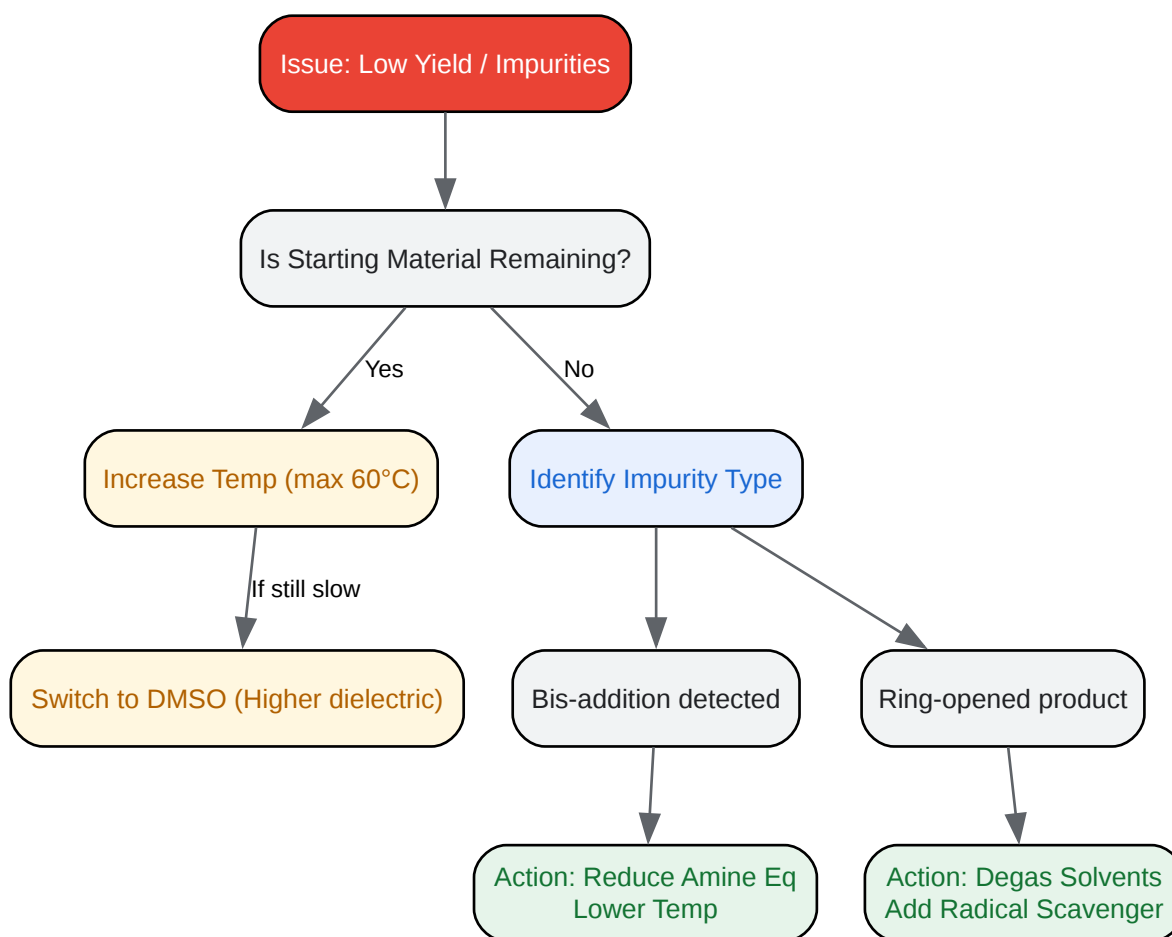 Issue: Low Yield / Impurities
Is Starting Material Remaining?
Yes
No
Increase Temp (max 60°C)
Identify Impurity Type
If still slow
Switch to DMSO (Higher dielectric)
Bis-addition detected
Ring-opened product
Action: Reduce Amine Eq
Lower Temp
Action: Degas Solvents
Add Radical Scavenger